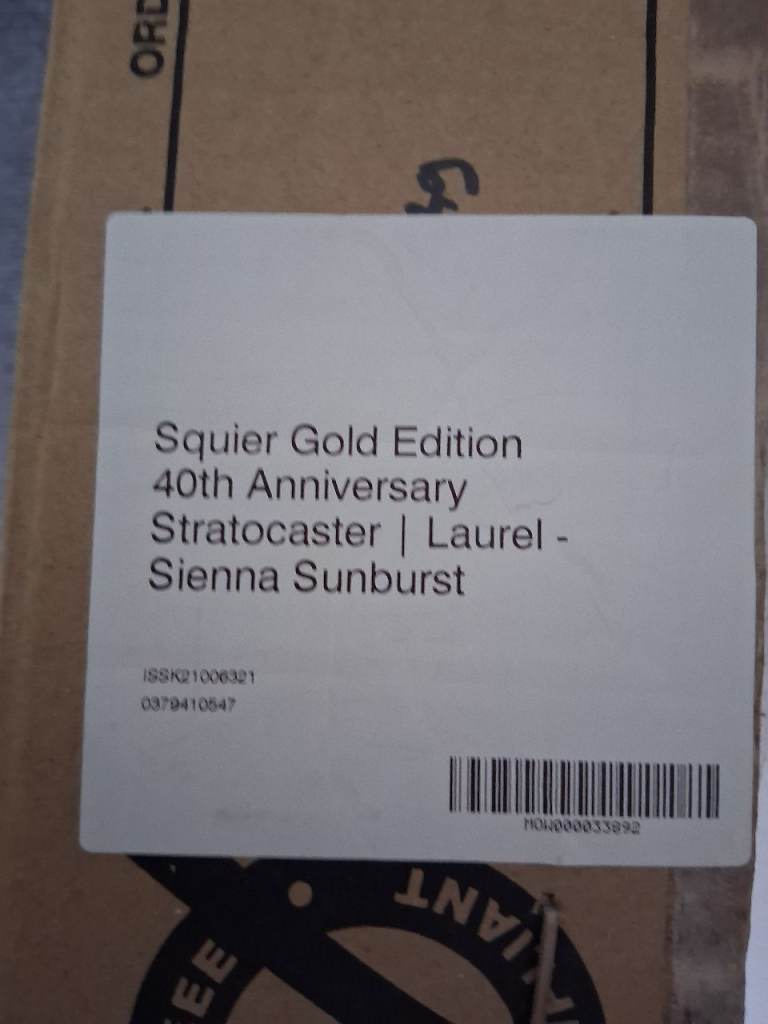 ORD
Squier Gold Edition
40th Anniversary
Stratocaster | Laurel -
Sienna Sunburst
ISSK21006321
0379410547
MOW000033892